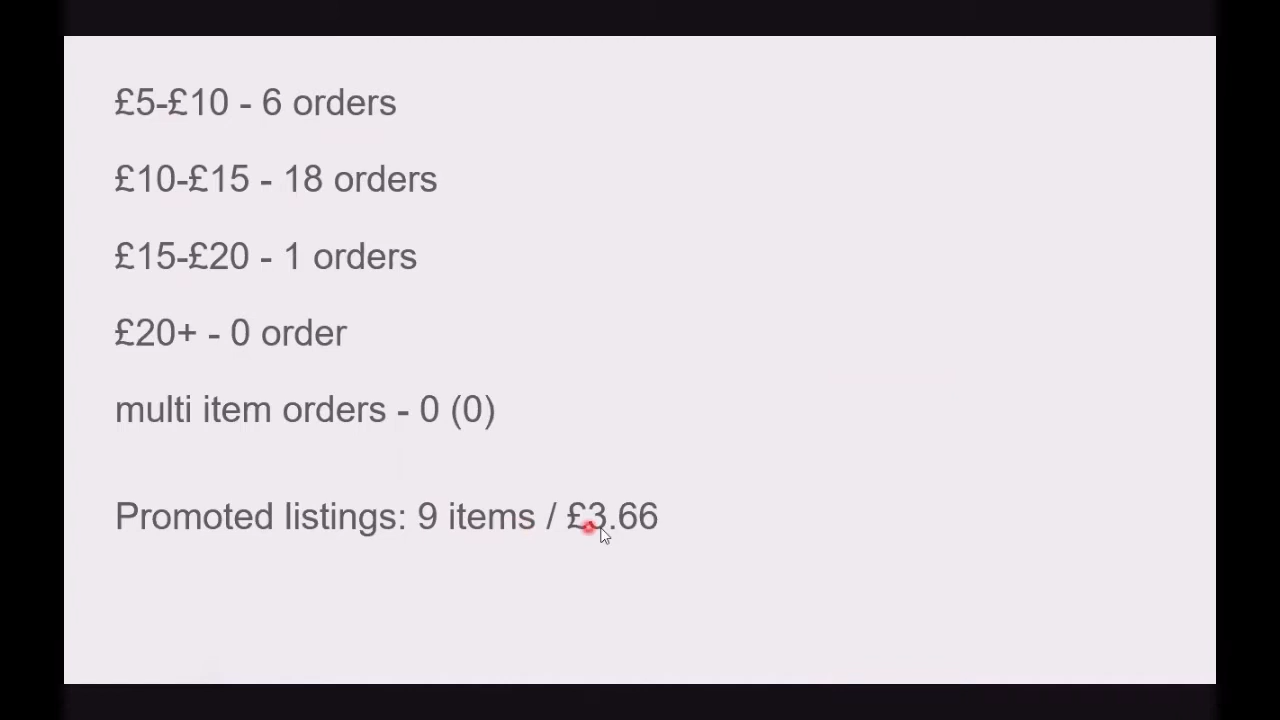 £5-£10 - 6 orders
£10-£15 - 18 orders
£15-£20 - 1 orders
£20+ - 0 order
multi item orders - 0 (0)
Promoted listings: 9 items / £3.66